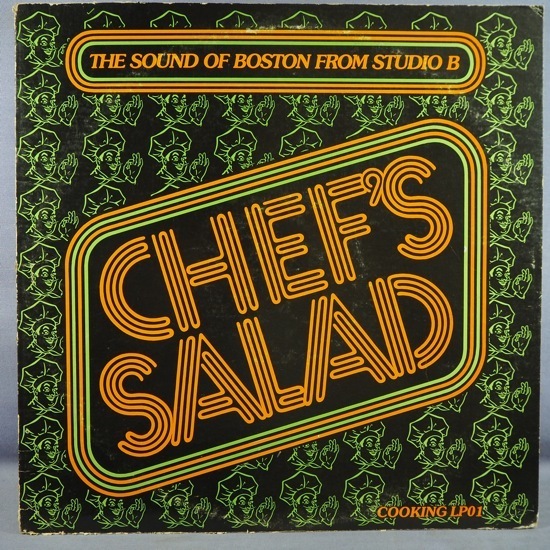 THE SOUND OF BOSTON FROM STUDIO B
CHEF'S
SALAD
COOKING LP01